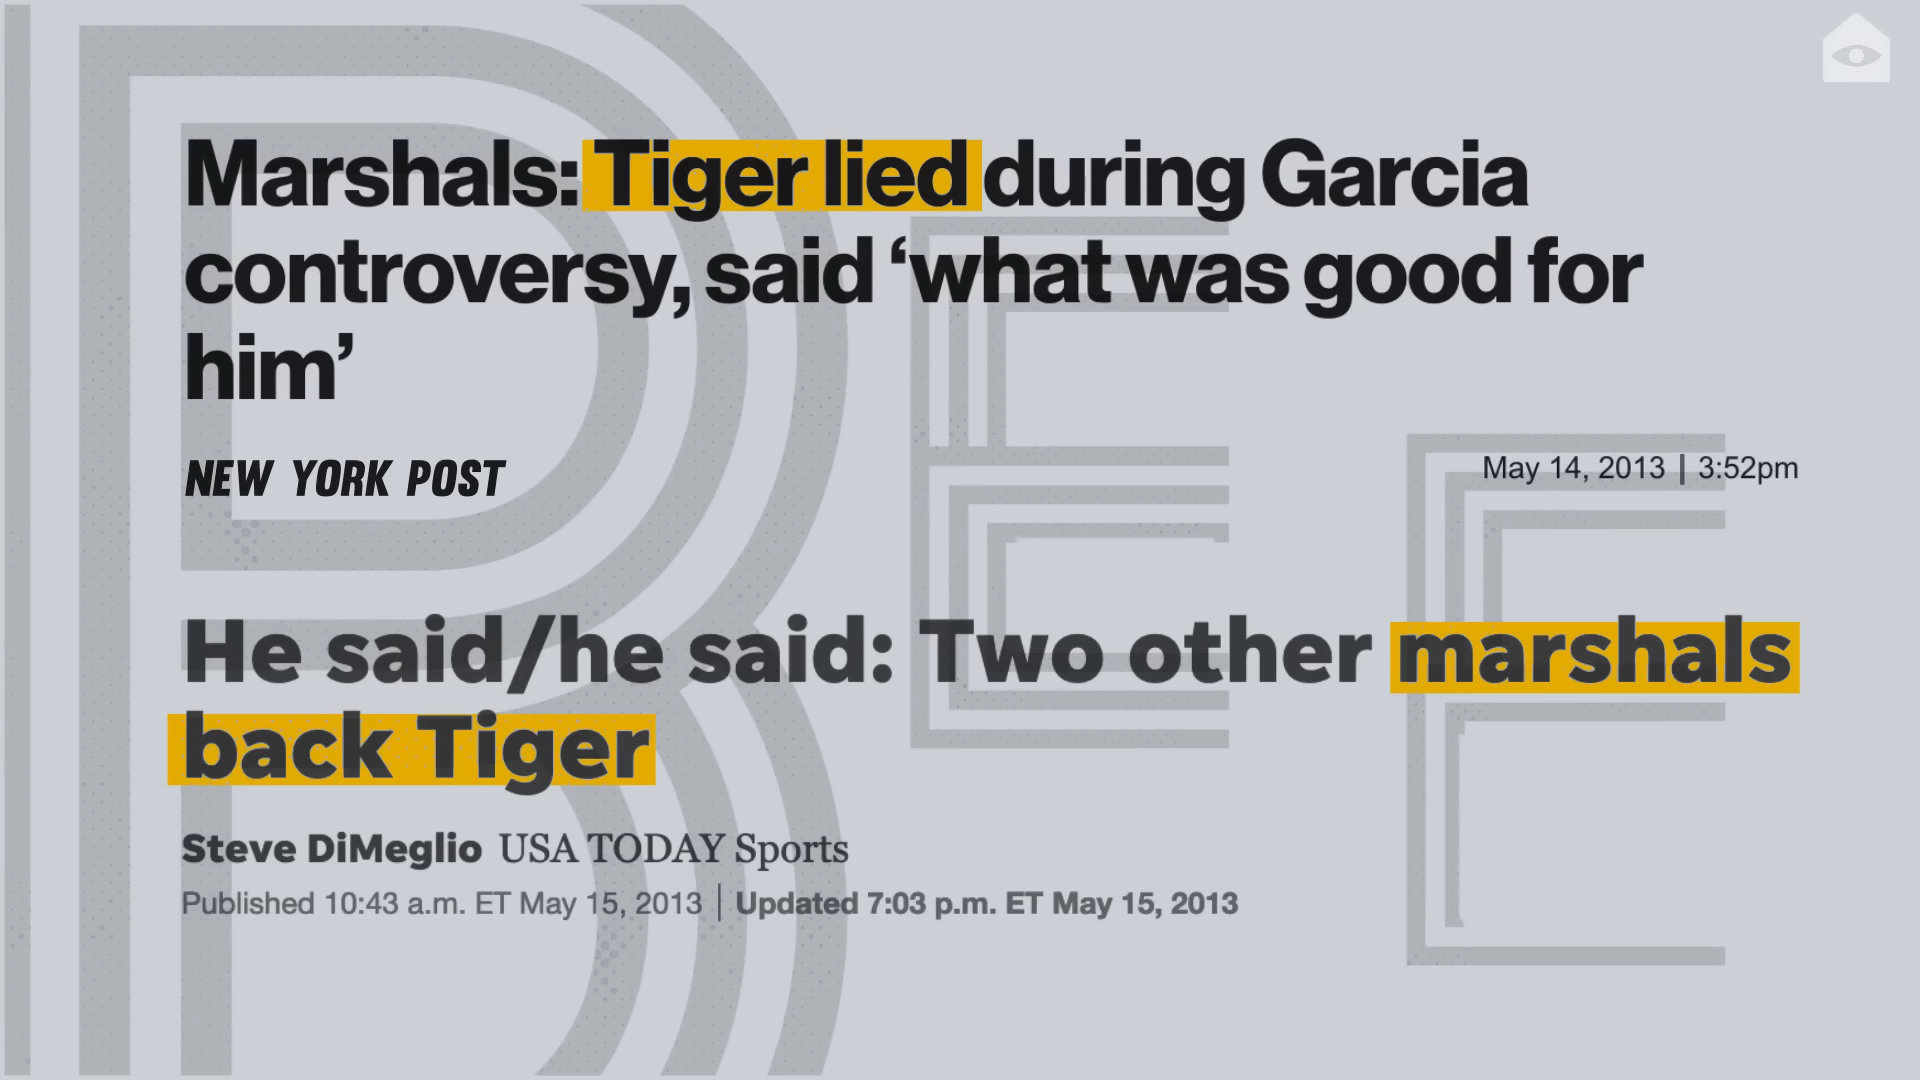 Marshals: Tiger lied during Garcia
controversy, said ‘what was good for
him’
NEW YORK POST
May 14, 2013 | 3:52pm
He said/he said: Two other marshals
back Tiger
Steve DiMeglio USA TODAY Sports
Published 10:43 a.m. ET May 15, 2013 | Updated 7:03 p.m. ET May 15, 2013
BEEF